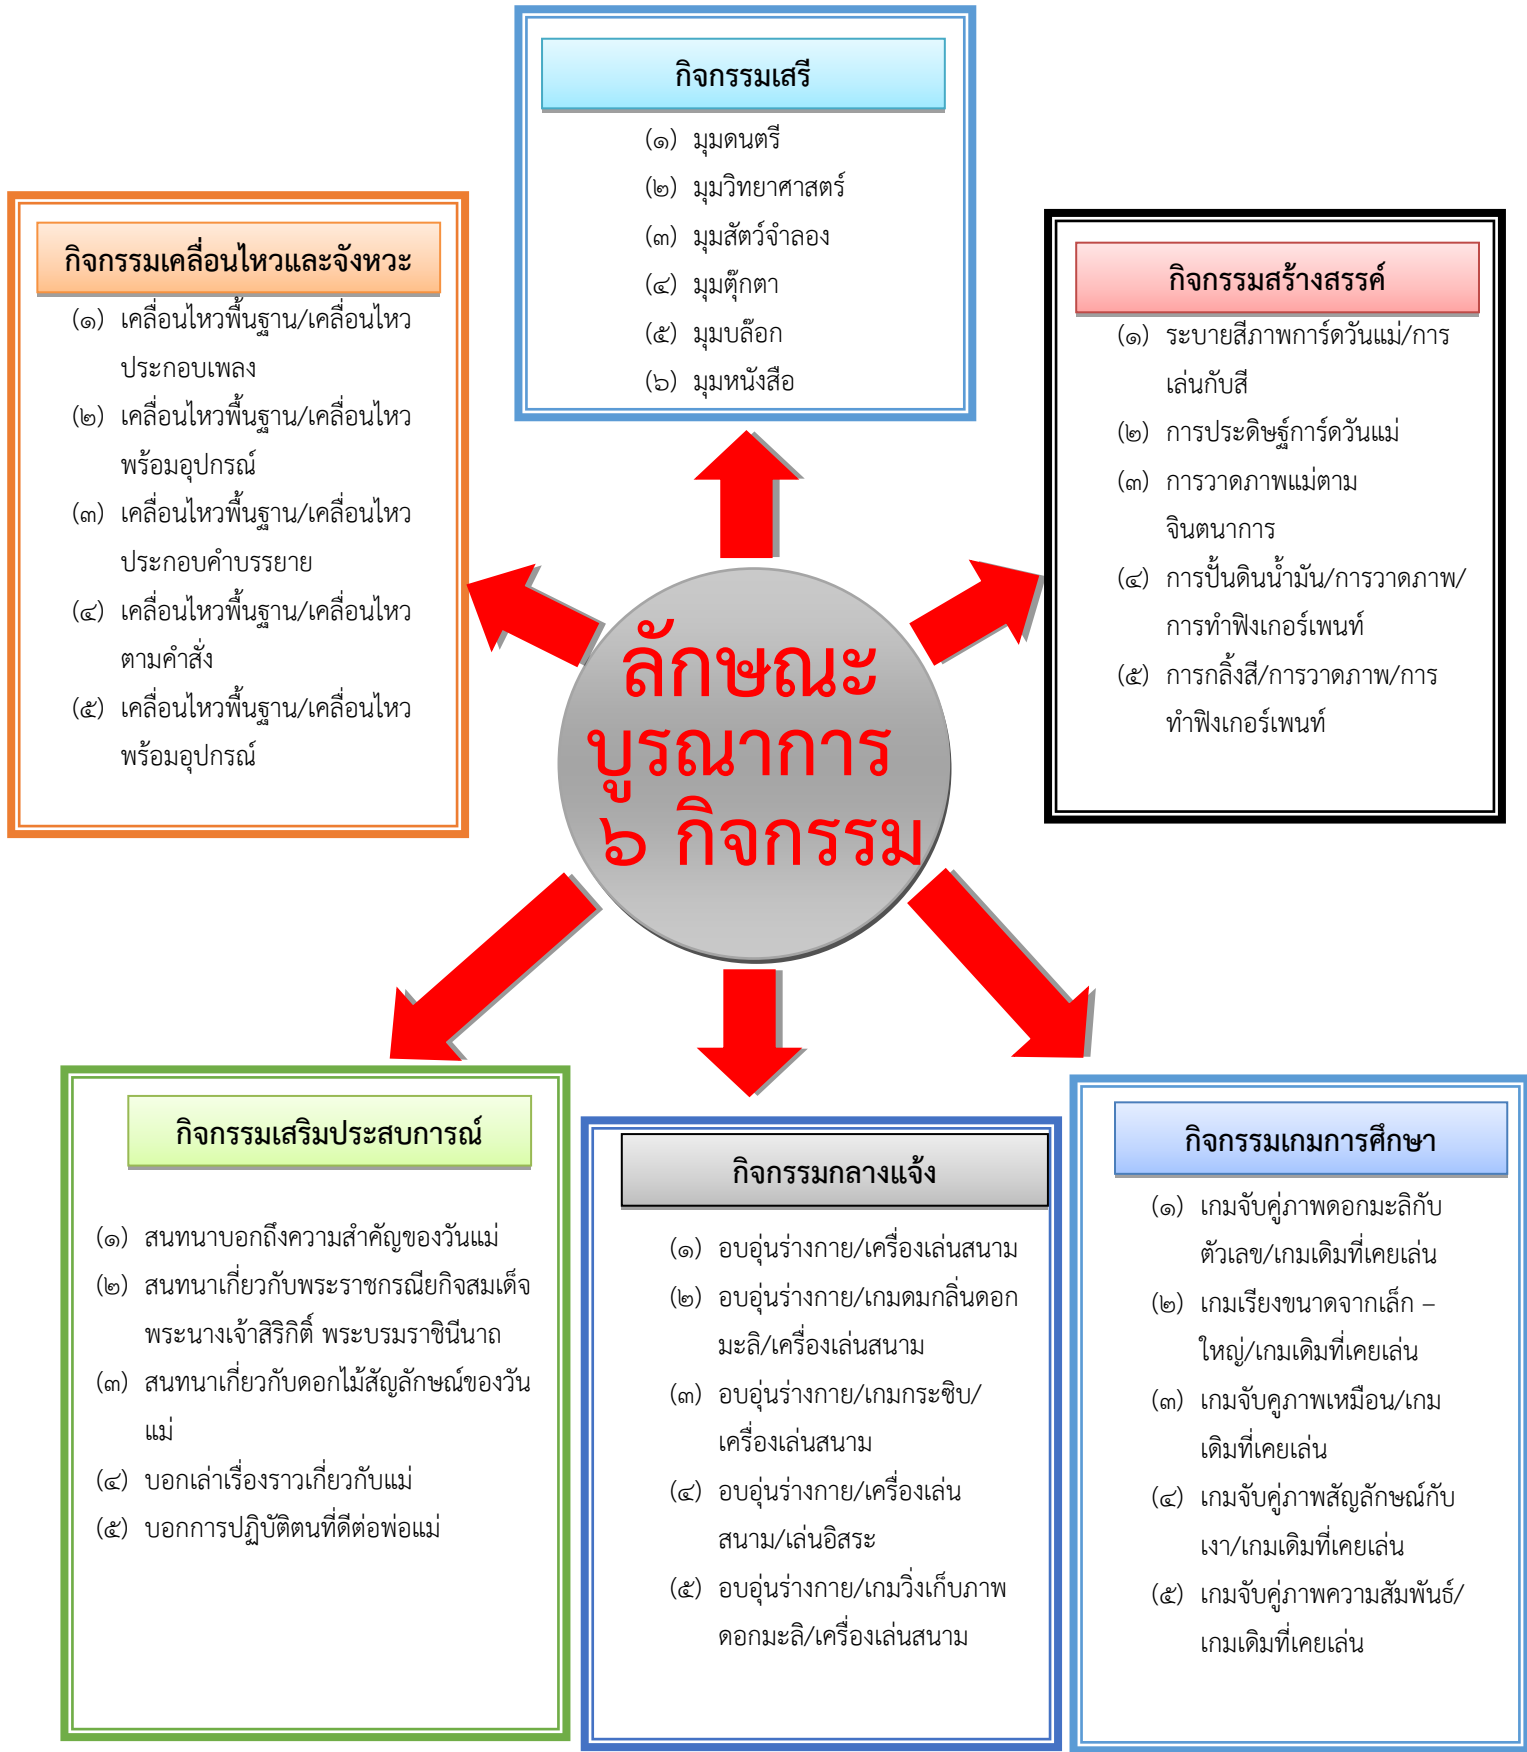 กิจกรรมเสรี
(๑) มุมดนตรี
(๒) มุมวิทยาศาสตร์
(๓) มุมสัตว์จำลอง
(๔) มุมตุ๊กตา
(๕) มุมบล๊อก
(๖) มุมหนังสือ
กิจกรรมเคลื่อนไหวและจังหวะ
(๑) เคลื่อนไหวพื้นฐาน/เคลื่อนไหว
ประกอบเพลง
(๒) เคลื่อนไหวพื้นฐาน/เคลื่อนไหว
พร้อมอุปกรณ์
(๓) เคลื่อนไหวพื้นฐาน/เคลื่อนไหว
ประกอบคำบรรยาย
(๔) เคลื่อนไหวพื้นฐาน/เคลื่อนไหว
ตามคำสั่ง
(๕) เคลื่อนไหวพื้นฐาน/เคลื่อนไหว
พร้อมอุปกรณ์
กิจกรรมสร้างสรรค์
(๑) ระบายสีภาพการ์ดวันแม่/การ
เล่นกับสี
(๒) การประดิษฐ์การ์ดวันแม่
(๓) การวาดภาพแม่ตาม
จินตนาการ
(๔) การปั้นดินน้ำมัน/การวาดภาพ/
การทำฟิงเกอร์เพนท์
(๕) การกลิ้งสี/การวาดภาพ/การ
ทำฟิงเกอร์เพนท์
ลักษณะ
บูรณาการ
๖ กิจกรรม
กิจกรรมเสริมประสบการณ์
(๑) สนทนาบอกถึงความสำคัญของวันแม่
(๒) สนทนาเกี่ยวกับพระราชกรณียกิจสมเด็จ
พระนางเจ้าสิริกิติ์ พระบรมราชินีนาถ
(๓) สนทนาเกี่ยวกับดอกไม้สัญลักษณ์ของวัน
แม่
(๔) บอกเล่าเรื่องราวเกี่ยวกับแม่
(๕) บอกการปฏิบัติตนที่ดีต่อพ่อแม่
กิจกรรมกลางแจ้ง
(๑) อบอุ่นร่างกาย/เครื่องเล่นสนาม
(๒) อบอุ่นร่างกาย/เกมดมกลิ่นดอก
มะลิ/เครื่องเล่นสนาม
(๓) อบอุ่นร่างกาย/เกมกระซิบ/
เครื่องเล่นสนาม
(๔) อบอุ่นร่างกาย/เครื่องเล่น
สนาม/เล่นอิสระ
(๕) อบอุ่นร่างกาย/เกมวิ่งเก็บภาพ
ดอกมะลิ/เครื่องเล่นสนาม
กิจกรรมเกมการศึกษา
(๑) เกมจับคู่ภาพดอกมะลิกับ
ตัวเลข/เกมเดิมที่เคยเล่น
(๒) เกมเรียงขนาดจากเล็ก –
ใหญ่/เกมเดิมที่เคยเล่น
(๓) เกมจับคูภาพเหมือน/เกม
เดิมที่เคยเล่น
(๔) เกมจับคู่ภาพสัญลักษณ์กับ
เงา/เกมเดิมที่เคยเล่น
(๕) เกมจับคู่ภาพความสัมพันธ์/
เกมเดิมที่เคยเล่น